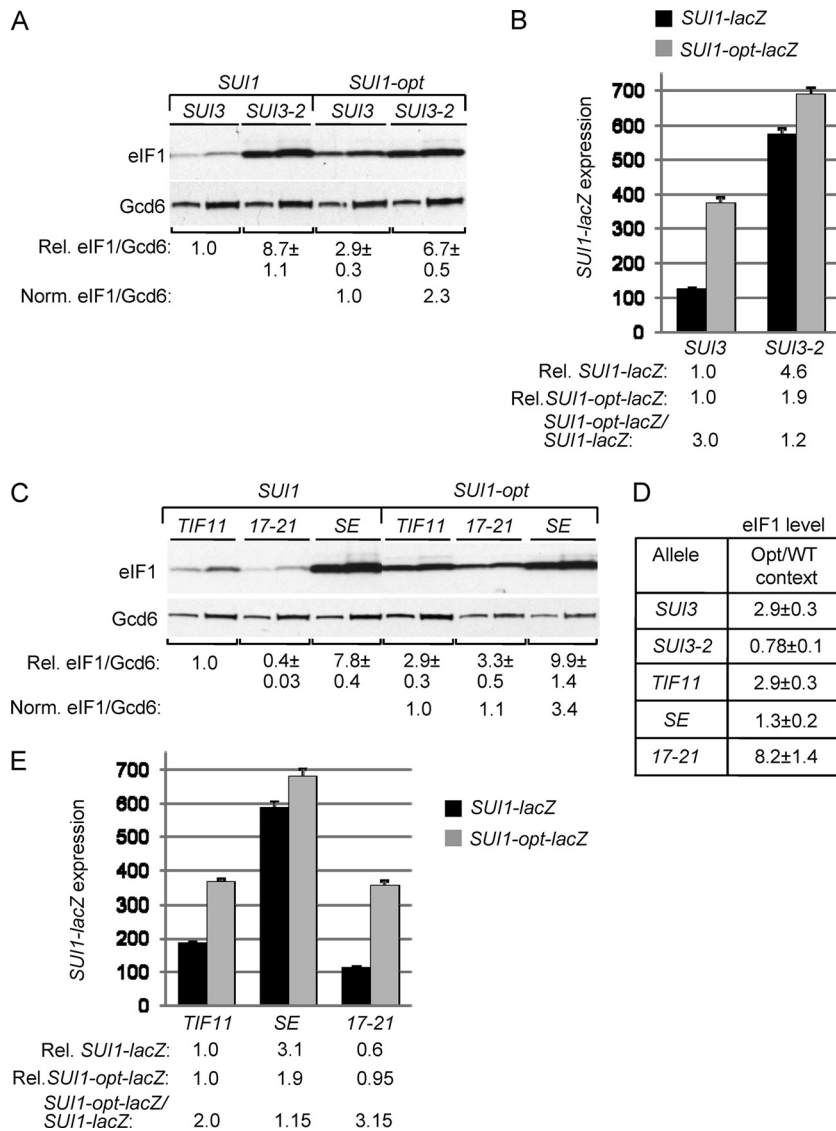 A
SUI1 SUI1-opt
SUI3 SUI3-2 SUI3 SUI3-2
eIF1
Gcd6
Rel. eIF1/Gcd6: 1.0 8.7± 2.9± 6.7±
1.1 0.3 0.5
Norm. eIF1/Gcd6: 1.0 2.3
B
SUI1-lacZ
SUI1-opt-lacZ
SUI1-lacZ expression
700
600
500
400
300
200
100
0
SUI3 SUI3-2
Rel. SUI1-lacZ: 1.0 4.6
Rel.SUI1-opt-lacZ: 1.0 1.9
SUI1-opt-lacZ/
SUI1-lacZ: 3.0 1.2
C
SUI1 SUI1-opt
TIF11 17-21 SE TIF11 17-21 SE
eIF1
Gcd6
Rel. eIF1/Gcd6: 1.0 0.4± 7.8± 2.9± 3.3± 9.9±
0.03 0.4 0.3 0.5 1.4
Norm. eIF1/Gcd6: 1.0 1.1 3.4
D
eIF1 level
Allele Opt/WT
context
SUI3 2.9±0.3
SUI3-2 0.78±0.1
TIF11 2.9±0.3
SE 1.3±0.2
17-21 8.2±1.4
E
SUI1-lacZ expression
700
600
500
400
300
200
100
0
SUI1-lacZ
SUI1-opt-lacZ
TIF11 SE 17-21
Rel. SUI1-lacZ: 1.0 3.1 0.6
Rel.SUI1-opt-lacZ: 1.0 1.9 0.95
SUI1-opt-lacZ/
SUI1-lacZ: 2.0 1.15 3.15